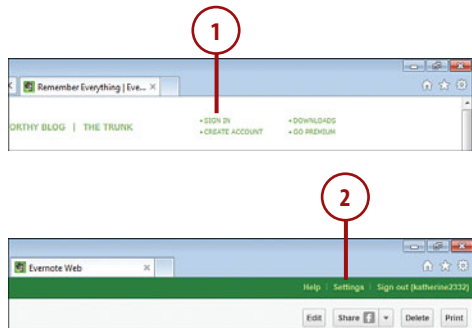 1
Remember Everything | Eve...
ORTHY BLOG | THE TRUNK
SIGN IN
CREATE ACCOUNT
DOWNLOADS
GO PREMIUM
2
Evernote Web
Help | Settings | Sign out (katherine2332)
Edit Share Delete Print